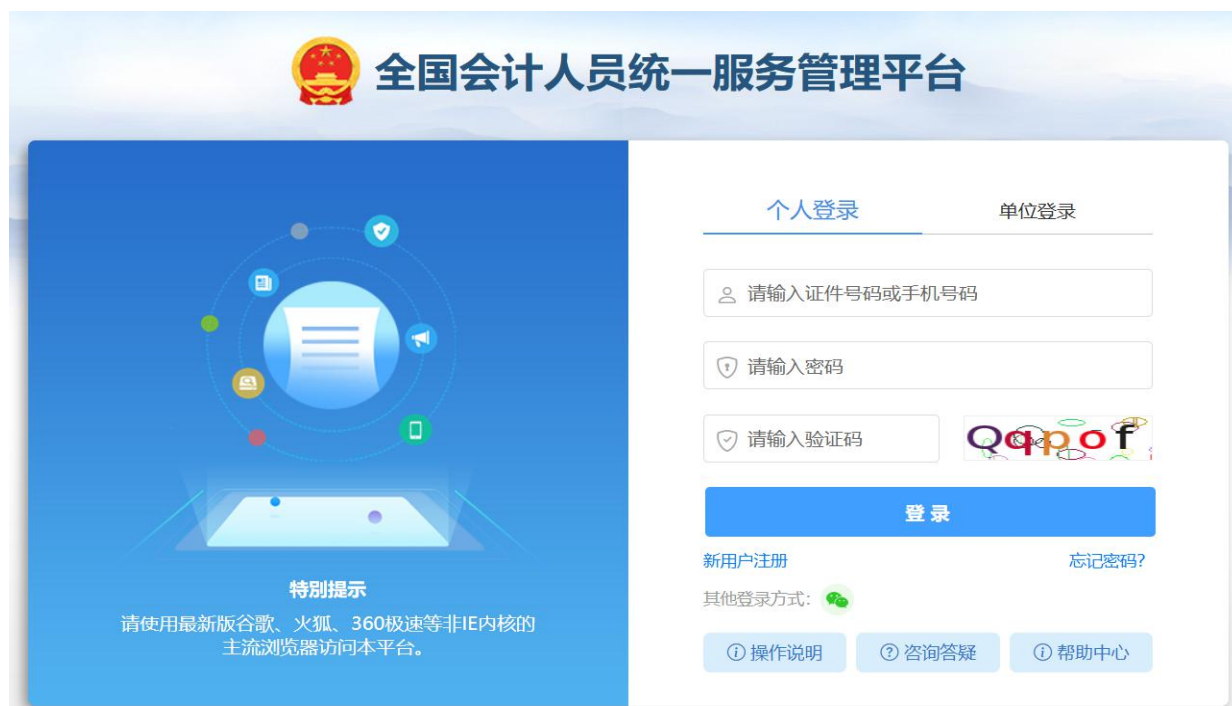 全国会计人员统一服务管理平台
个人登录
单位登录
请输入证件号码或手机号码
请输入密码
请输入验证码
Qqpof
登录
新用户注册
忘记密码?
其他登录方式:
操作说明
咨询答疑
帮助中心
特别提示
请使用最新版谷歌、火狐、360极速等非IE内核的
主流浏览器访问本平台。